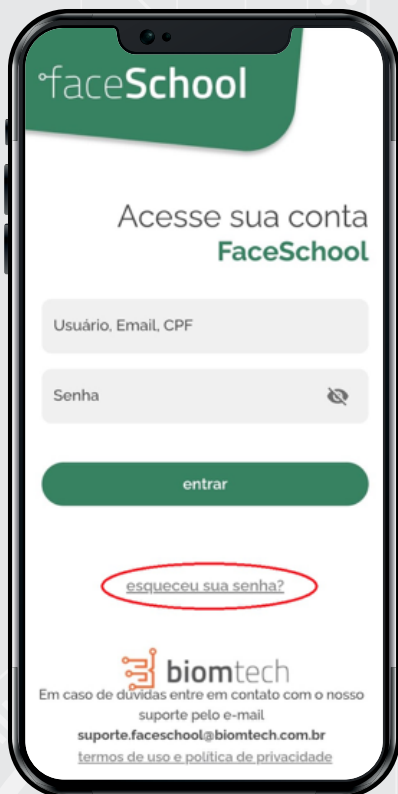 faceSchool
Acesse sua conta
FaceSchool
Usuário, Email, CPF
Senha
entrar
esqueceu sua senha?
biomtech
Em caso de dúvidas entre em contato com o nosso
suporte pelo e-mail
suporte.faceschool@biomtech.com.br
termos de uso e política de privacidade